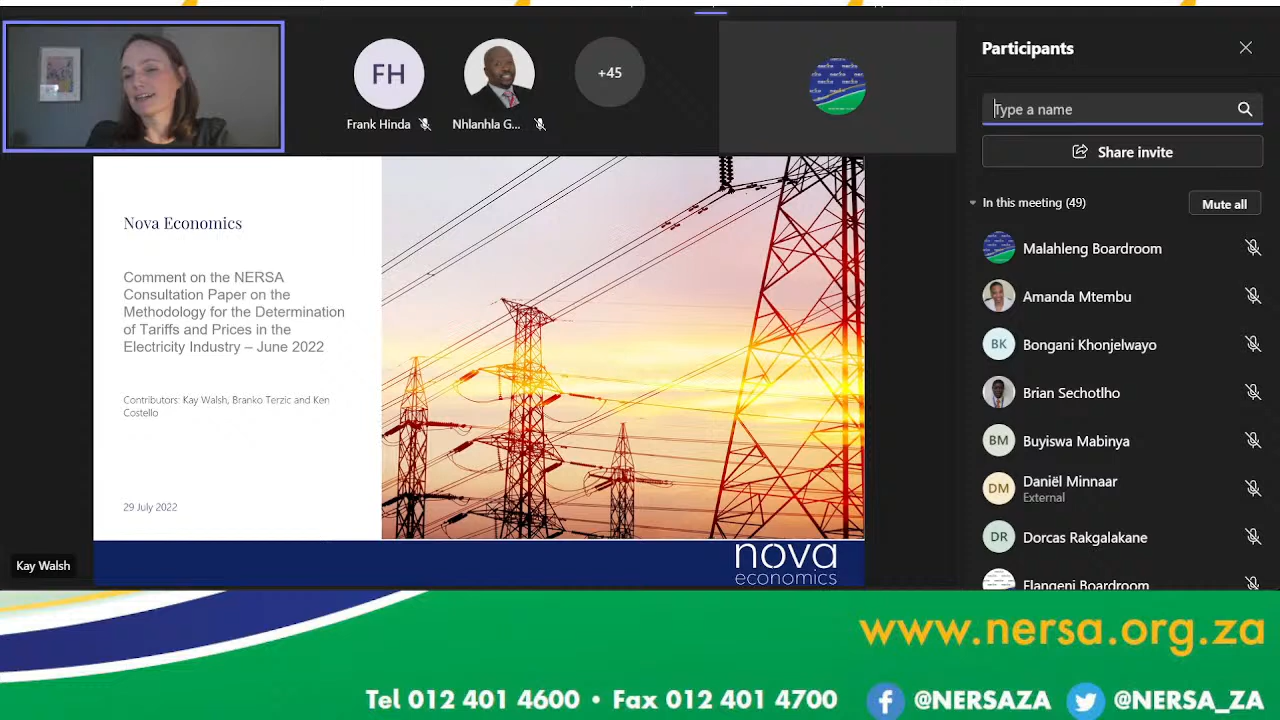 FH
Frank Hinda
Nhlanhla G...
+45
Nova Economics
Comment on the NERSA
Consultation Paper on the
Methodology for the Determination
of Tariffs and Prices in the
Electricity Industry – June 2022
Contributors: Kay Walsh, Branko Terzic and Ken
Costello
29 July 2022
nova
economics
Kay Walsh
Participants
Type a name
Share invite
In this meeting (49)
Mute all
Malahleng Boardroom
Amanda Mtembu
BK
Bongani Khonjelwayo
Brian Sechotlho
BM
Buyiswa Mabinya
DM
Daniël Minnaar
External
DR
Dorcas Rakgalakane
Elangeni Boardroom
www.nersa.org.za
Tel 012 401 4600 • Fax 012 401 4700
@NERSAZA
@NERSA_ZA